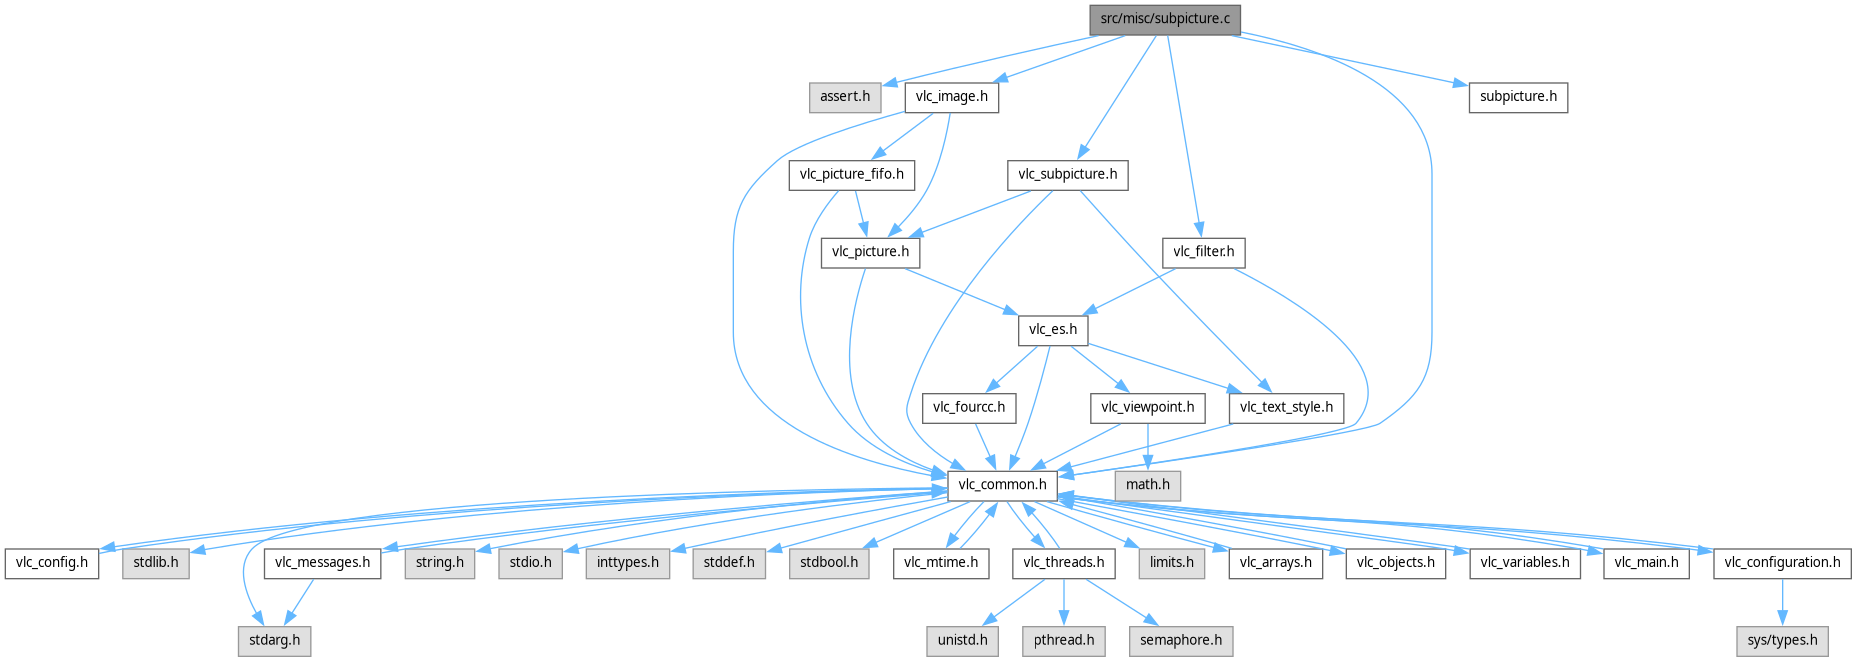 src/misc/subpicture.c
assert.h
vlc_image.h
subpicture.h
vlc_picture_fifo.h
vlc_subpicture.h
vlc_picture.h
vlc_filter.h
vlc_es.h
vlc_fourcc.h
vlc_viewpoint.h
vlc_text_style.h
vlc_common.h
math.h
vlc_config.h
stdlib.h
vlc_messages.h
string.h
stdio.h
inttypes.h
stddef.h
stdbool.h
vlc_mtime.h
vlc_threads.h
limits.h
vlc_arrays.h
vlc_objects.h
vlc_variables.h
vlc_main.h
vlc_configuration.h
stdarg.h
unistd.h
pthread.h
semaphore.h
sys/types.h